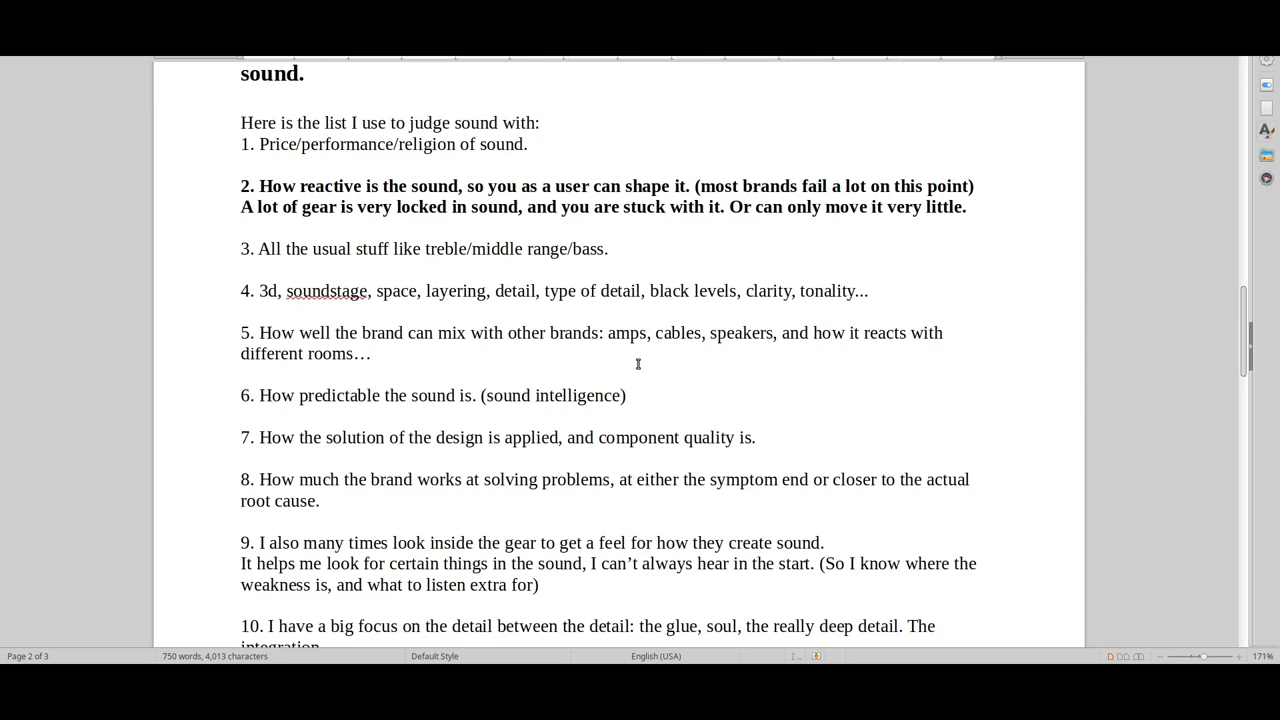 sound.
Here is the list I use to judge sound with:
1. Price/performance/religion of sound.
2. How reactive is the sound, so you as a user can shape it. (most brands fail a lot on this point)
A lot of gear is very locked in sound, and you are stuck with it. Or can only move it very little.
3. All the usual stuff like treble/middle range/bass.
4. 3d, soundstage, space, layering, detail, type of detail, black levels, clarity, tonality...
5. How well the brand can mix with other brands: amps, cables, speakers, and how it reacts with
different rooms…
6. How predictable the sound is. (sound intelligence)
7. How the solution of the design is applied, and component quality is.
8. How much the brand works at solving problems, at either the symptom end or closer to the actual
root cause.
9. I also many times look inside the gear to get a feel for how they create sound.
It helps me look for certain things in the sound, I can’t always hear in the start. (So I know where the
weakness is, and what to listen extra for)
10. I have a big focus on the detail between the detail: the glue, soul, the really deep detail. The
integration
Page 2 of 3 750 words, 4,013 characters Default Style English (USA) 171%